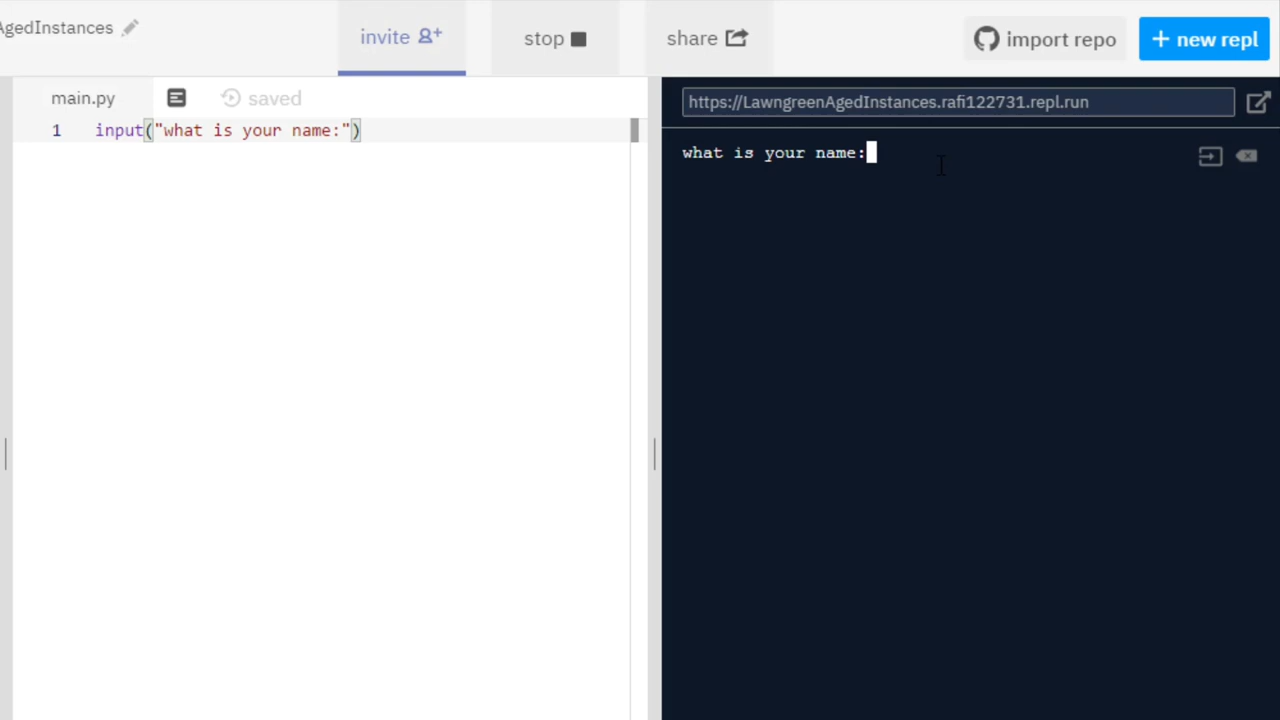 AgedInstances
invite
stop
share
import repo
+ new repl
main.py
saved
https://LawngreenAgedInstances.rafi122731.repl.run
1 input("what is your name:")
what is your name: